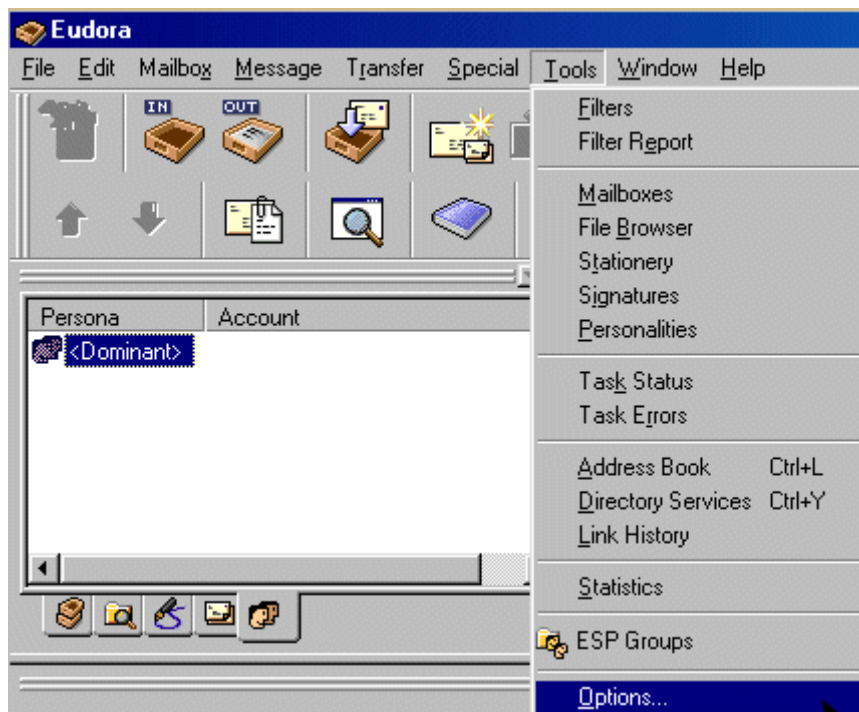 Eudora
File Edit Mailbox Message Transfer Special Tools Window Help
IN OUT
Filters
Filter Report
Mailboxes
File Browser
Stationery
Signatures
Personalities
Task Status
Task Errors
Address Book Ctrl+L
Directory Services Ctrl+Y
Link History
Statistics
ESP Groups
Options...
Persona Account
<Dominant>